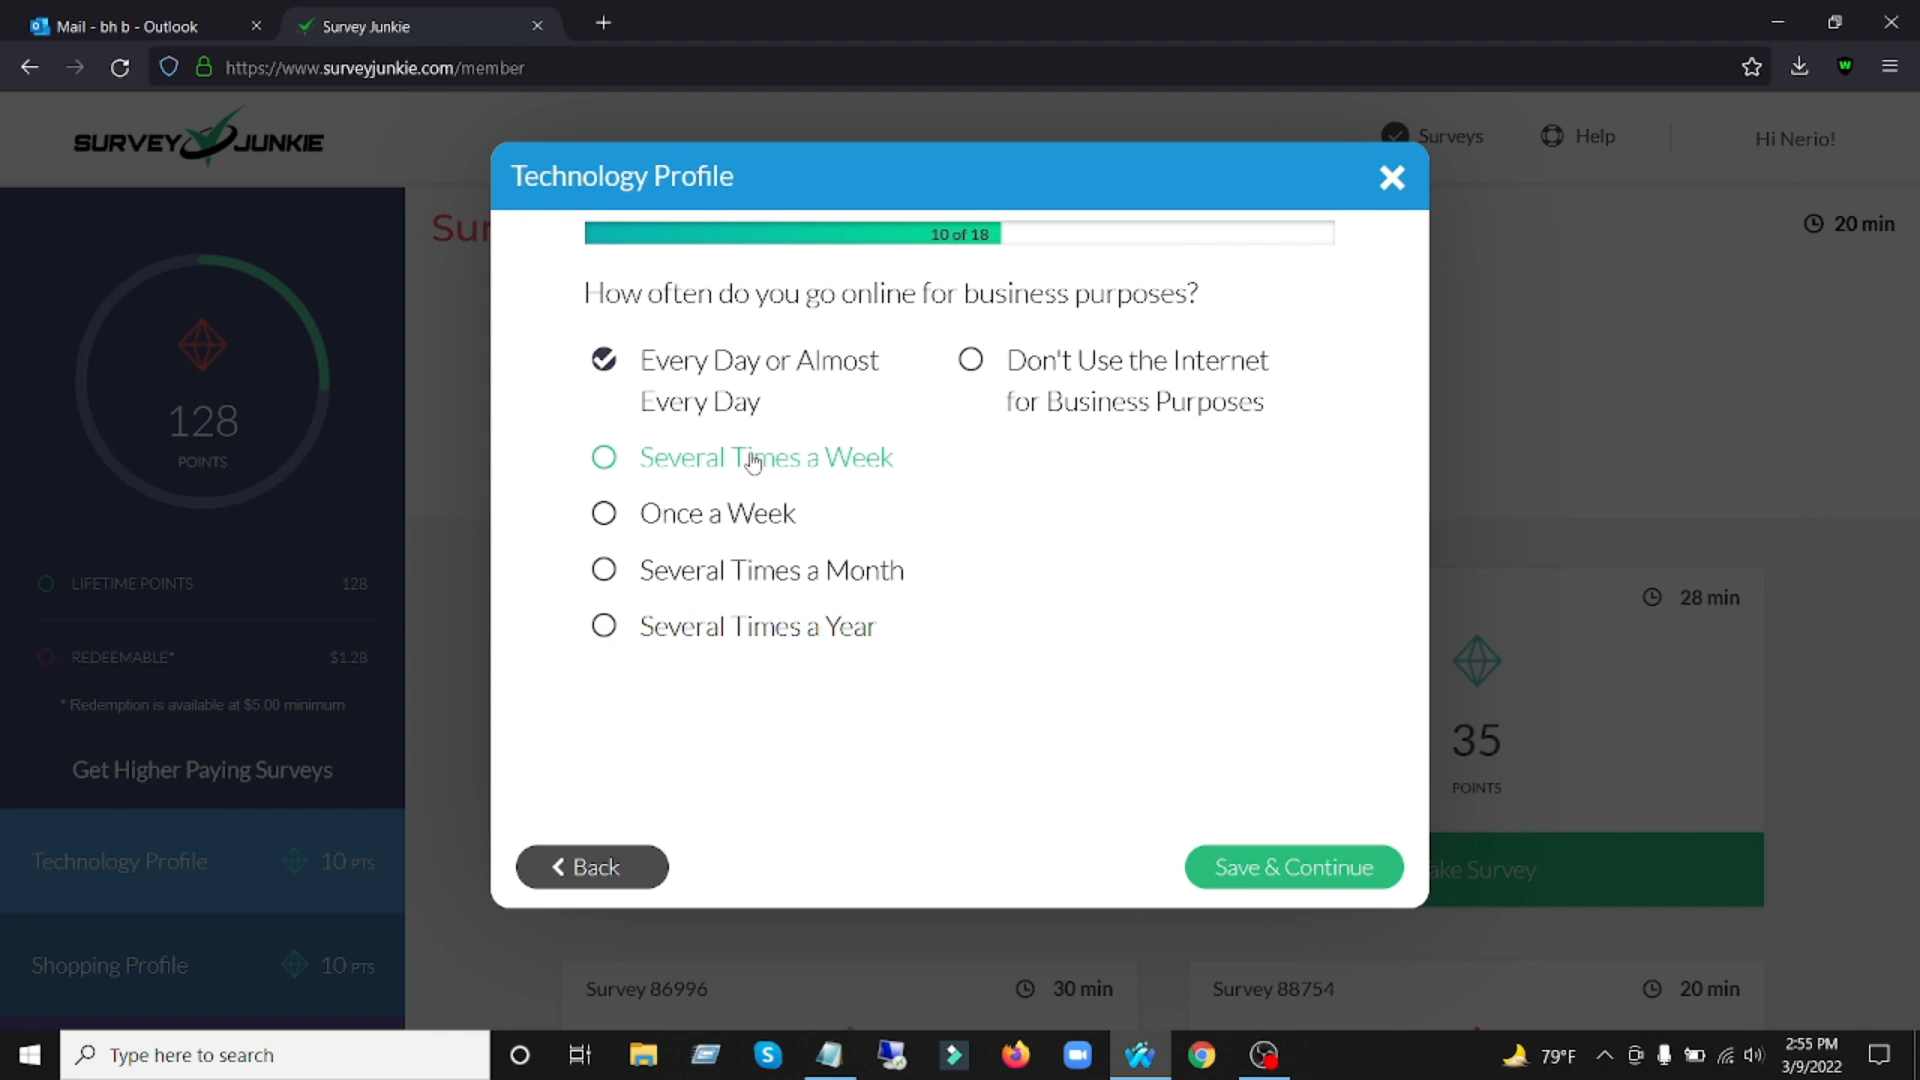 Mail - bh b - Outlook
Survey Junkie
https://www.surveyjunkie.com/member
SURVEY JUNKIE
Surveys
Help
Hi Nerio!
Technology Profile
Sur
20 min
10 of 18
How often do you go online for business purposes?
Every Day or Almost
Every Day
Don't Use the Internet
for Business Purposes
Several Times a Week
Once a Week
Several Times a Month
Several Times a Year
128
POINTS
LIFETIME POINTS 128
REDEEMABLE* $1.28
* Redemption is available at $5.00 minimum
Get Higher Paying Surveys
Technology Profile 10 PTS
Shopping Profile 10 PTS
28 min
35
POINTS
ake Survey
Back
Save & Continue
Survey 86996 30 min
Survey 88754 20 min
Type here to search
79°F
2:55 PM
3/9/2022